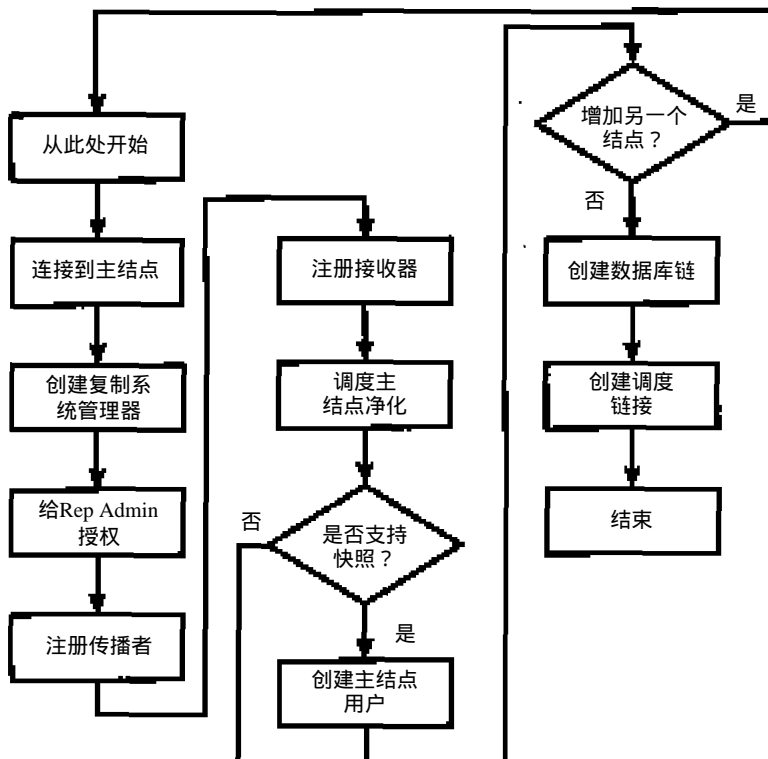 从此处开始
连接到主结点
创建复制系
统管理器
给Rep Admin
授权
注册传播者
注册接收器
调度主
结点净化
否
是否支持
快照？
是
创建主结点
用户
增加另一个
结点？
是
否
创建数据库链
创建调度
链接
结束